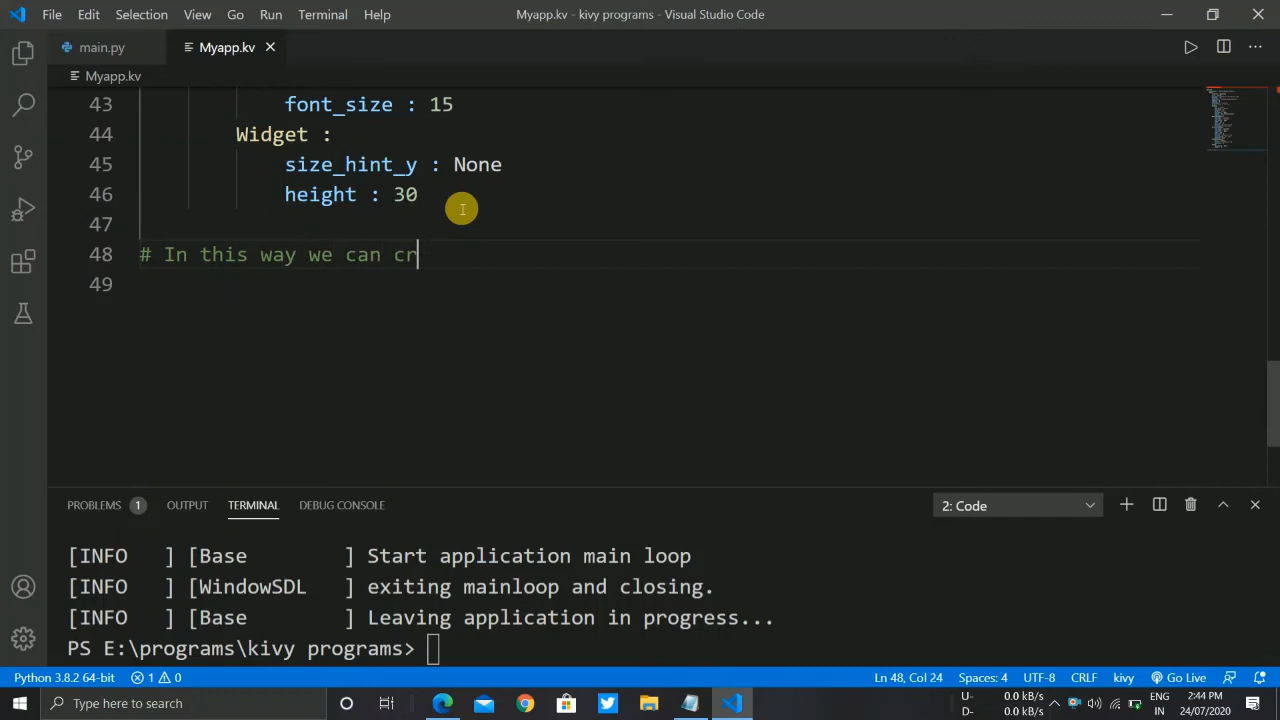 File Edit Selection View Go Run Terminal Help Myapp.kv - kivy programs - Visual Studio Code
main.py Myapp.kv
Myapp.kv
43 font_size : 15
44 Widget :
45 size_hint_y : None
46 height : 30
47
48 # In this way we can cr
49
PROBLEMS 1 OUTPUT TERMINAL DEBUG CONSOLE 2: Code
[INFO   ] [Base        ] Start application main loop
[INFO   ] [WindowSDL   ] exiting mainloop and closing.
[INFO   ] [Base        ] Leaving application in progress...
PS E:\programs\kivy programs>
Python 3.8.2 64-bit 1 0 Ln 48, Col 24 Spaces: 4 UTF-8 CRLF kivy Go Live
Type here to search
U- 0.0 kB/s
D- 0.0 kB/s
ENG
IN
2:44 PM
24/07/2020